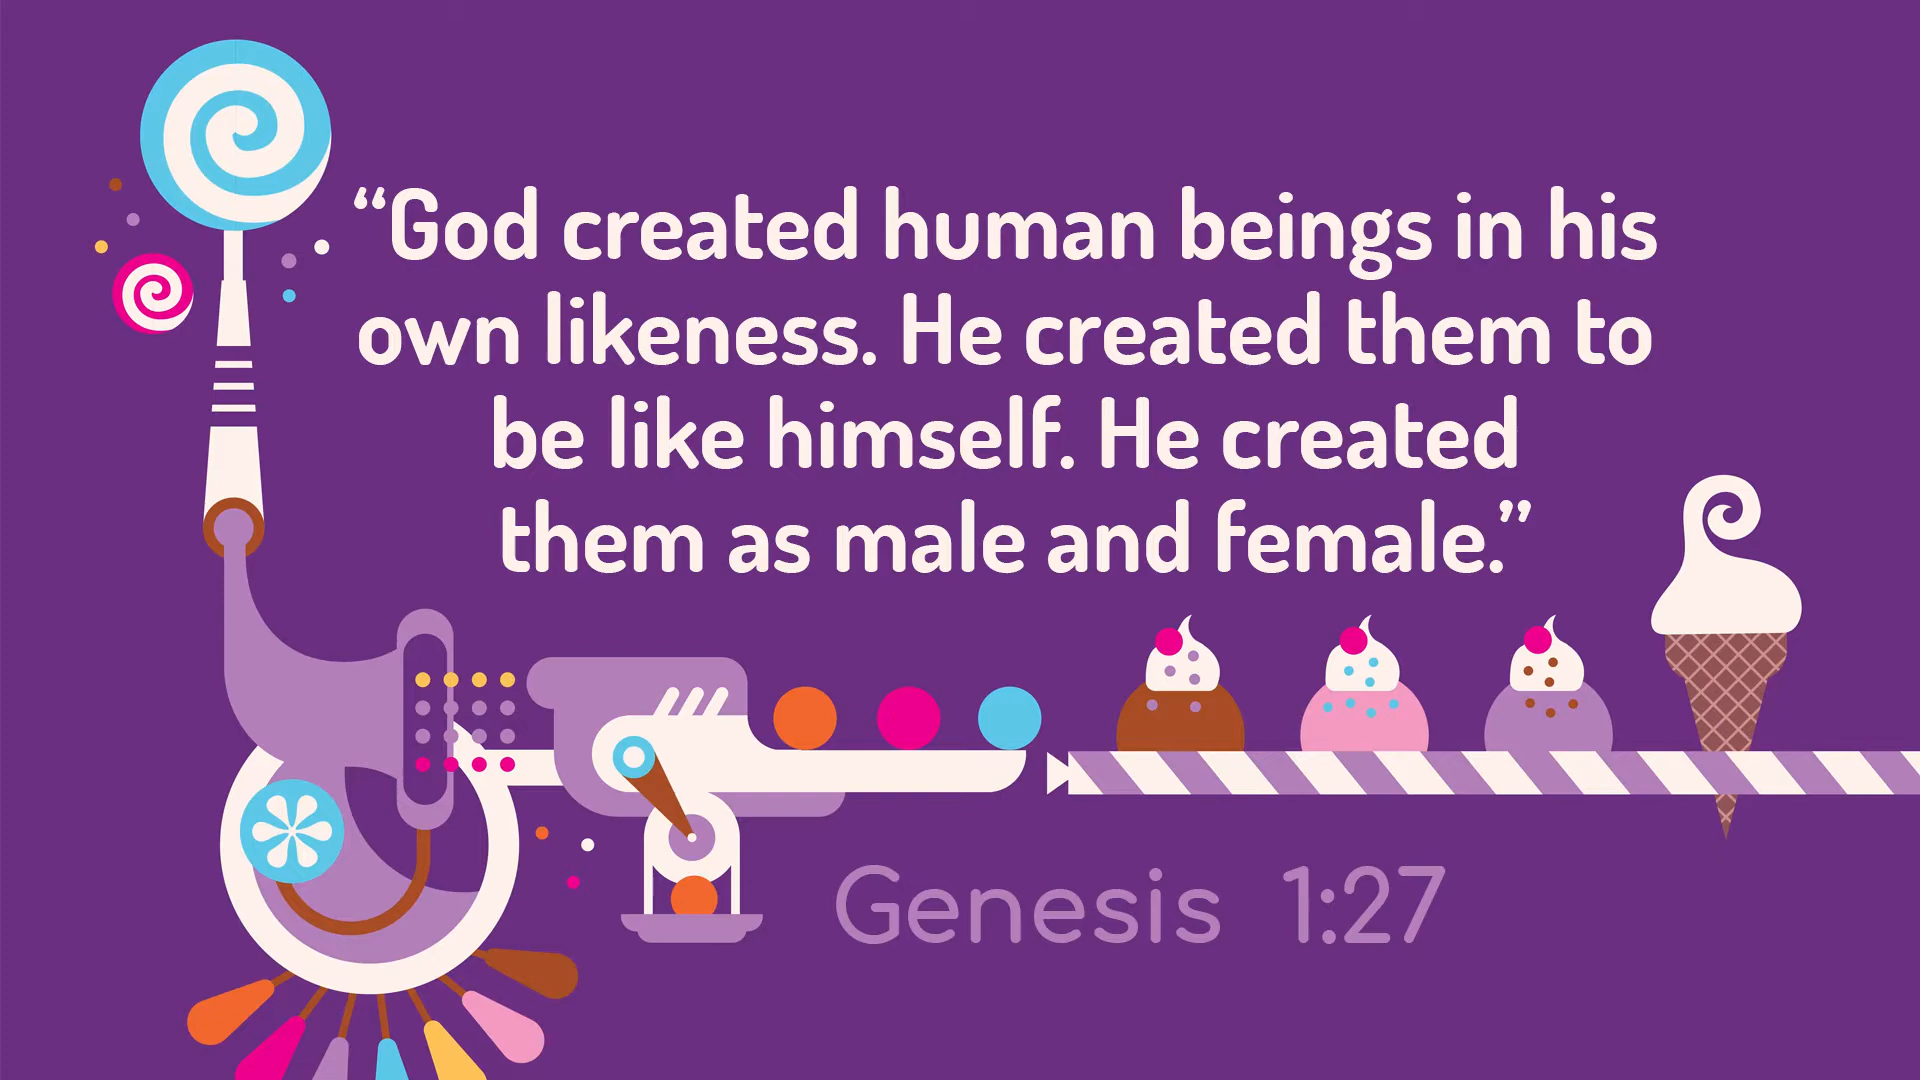 “God created human beings in his
own likeness. He created them to
be like himself. He created
them as male and female.”
Genesis 1:27